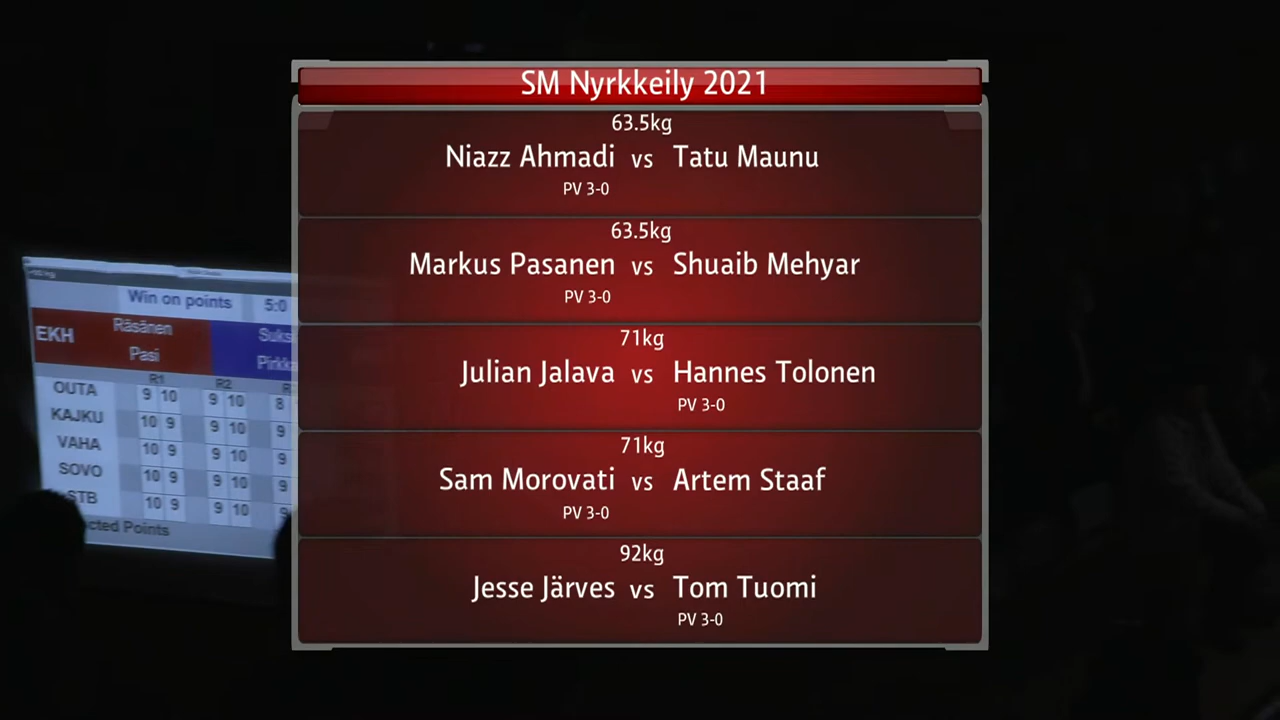 SM Nyrkkeily 2021
63.5kg
Niazz Ahmadi vs Tatu Maunu
PV 3-0
63.5kg
Markus Pasanen vs Shuaib Mehyar
PV 3-0
71kg
Julian Jalava vs Hannes Tolonen
PV 3-0
71kg
Sam Morovati vs Artem Staaf
PV 3-0
92kg
Jesse Järves vs Tom Tuomi
PV 3-0
Win on points 5:0
EKH Räsänen
Pasi
R1 R2
OUTA 9 10 9 10 8
KAJKU 10 9 9 10 9
VAHA 10 9 9 10 9
SOVO 10 9 9 10 9
STB 10 9 9 10 9
Points